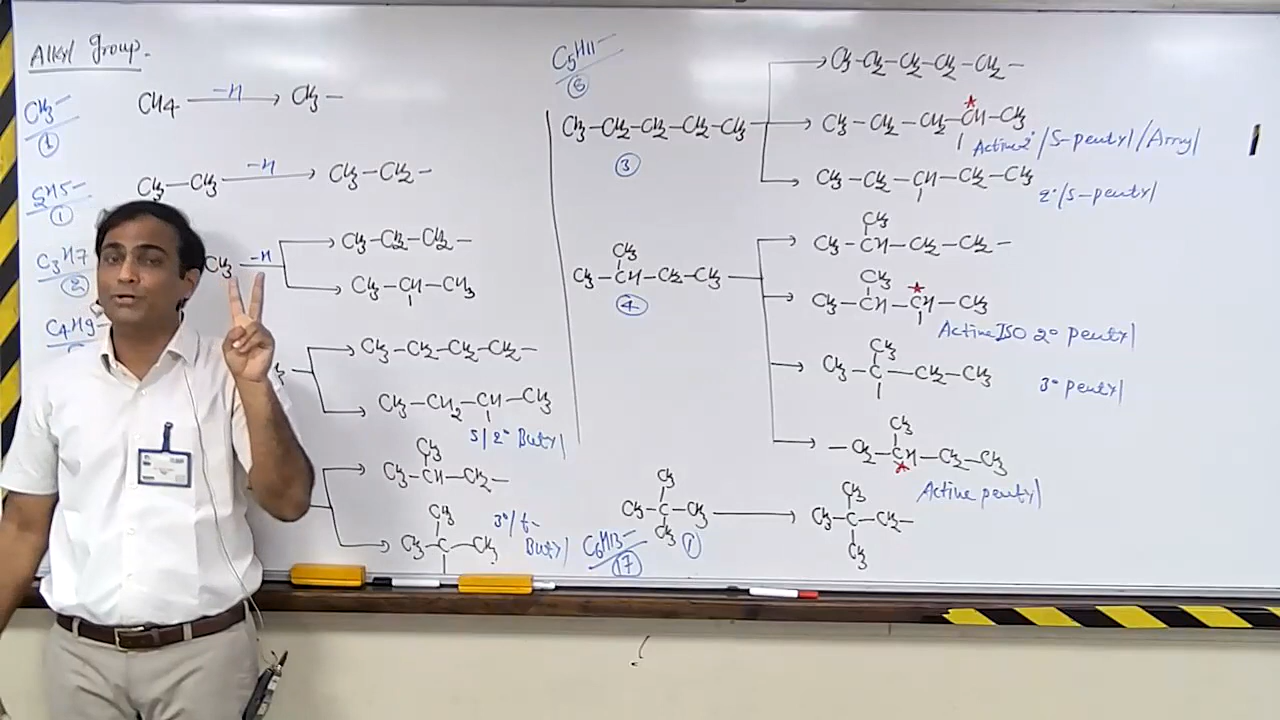 Alkyl Group.
CH3—
1
CH4 —H→ CH3—
CH3—CH3 —H→ CH3—CH2—
C2H5—
1
C3H7
2
CH3 —H→ CH3—CH2—CH2—
CH3—CH—CH3
C4H9—
CH3—CH2—CH2—CH2—
CH3—CH2—CH—CH3
S/2° Butyl
CH3
CH3—CH—CH2—
3°/t-
Butyl
CH3
CH3—C—CH3
C5H11—
CH3—CH2—CH2—CH2—CH3
3
CH3—CH2—CH2—CH2—CH2—
CH3—CH2—CH2—CH—CH3
*
Active 2°/S-pentyl/Amyl
CH3—CH2—CH—CH2—CH3
2°/S-pentyl
CH3
CH3—CH—CH2—CH3
4
CH3
CH3—CH—CH2—CH2—
CH3
CH3—CH—CH—CH3
*
Active ISO 2° pentyl
CH3
CH3—C—CH2—CH3
3° pentyl
CH3
—CH2—CH—CH2—CH3
*
Active pentyl
CH3
CH3—C—CH3
CH3
1
CH3
CH3—C—CH2—
CH3
C6H13—
17